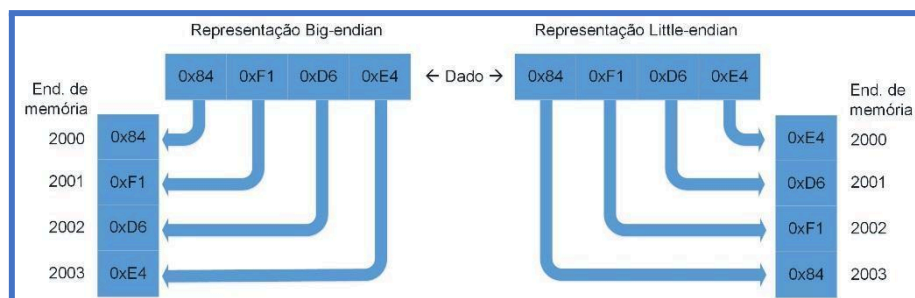 Representação Big-endian
Representação Little-endian
0x84 0xF1 0xD6 0xE4
← Dado →
0x84 0xF1 0xD6 0xE4
End. de
memória
End. de
memória
2000 0x84
0xE4 2000
2001 0xF1
0xD6 2001
2002 0xD6
0xF1 2002
2003 0xE4
0x84 2003